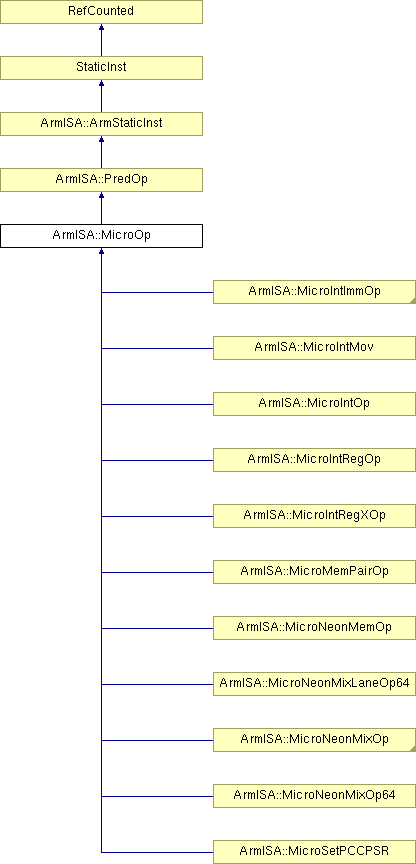 RefCounted
StaticInst
ArmISA::ArmStaticInst
ArmISA::PredOp
ArmISA::MicroOp
ArmISA::MicroIntImmOp
ArmISA::MicroIntMov
ArmISA::MicroIntOp
ArmISA::MicroIntRegOp
ArmISA::MicroIntRegXOp
ArmISA::MicroMemPairOp
ArmISA::MicroNeonMemOp
ArmISA::MicroNeonMixLaneOp64
ArmISA::MicroNeonMixOp
ArmISA::MicroNeonMixOp64
ArmISA::MicroSetPCCPSR